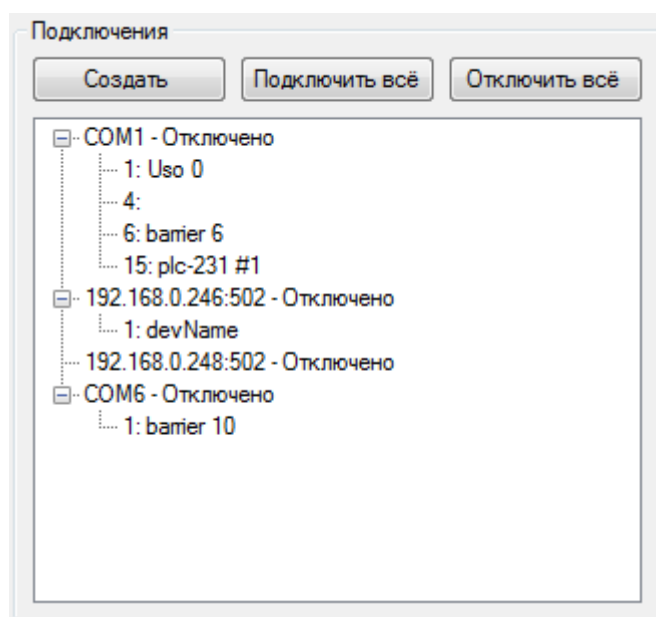 Подключения
Создать Подключить всё Отключить всё
COM1 - Отключено
1: Uso 0
4:
6: barrier 6
15: plc-231 #1
192.168.0.246:502 - Отключено
1: devName
192.168.0.248:502 - Отключено
COM6 - Отключено
1: barrier 10